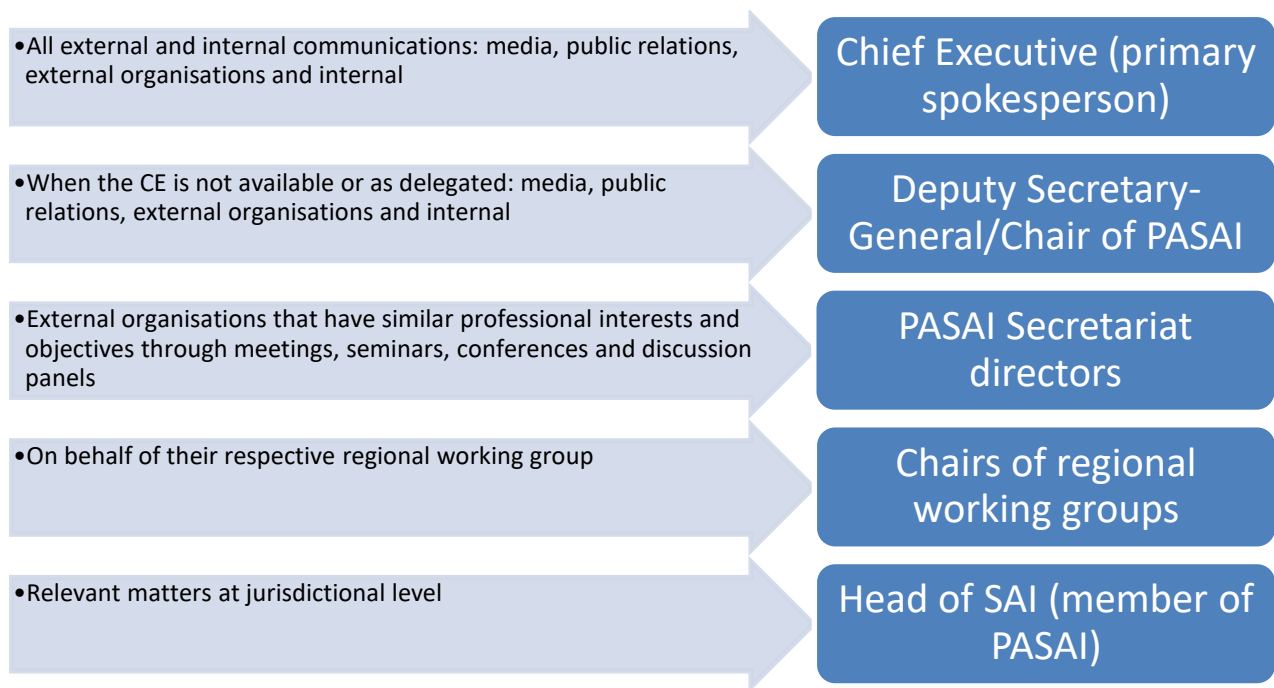 •All external and internal communications: media, public relations,
external organisations and internal
Chief Executive (primary
spokesperson)
•When the CE is not available or as delegated: media, public
relations, external organisations and internal
Deputy Secretary-
General/Chair of PASAI
•External organisations that have similar professional interests and
objectives through meetings, seminars, conferences and discussion
panels
PASAI Secretariat
directors
•On behalf of their respective regional working group
Chairs of regional
working groups
•Relevant matters at jurisdictional level
Head of SAI (member of
PASAI)